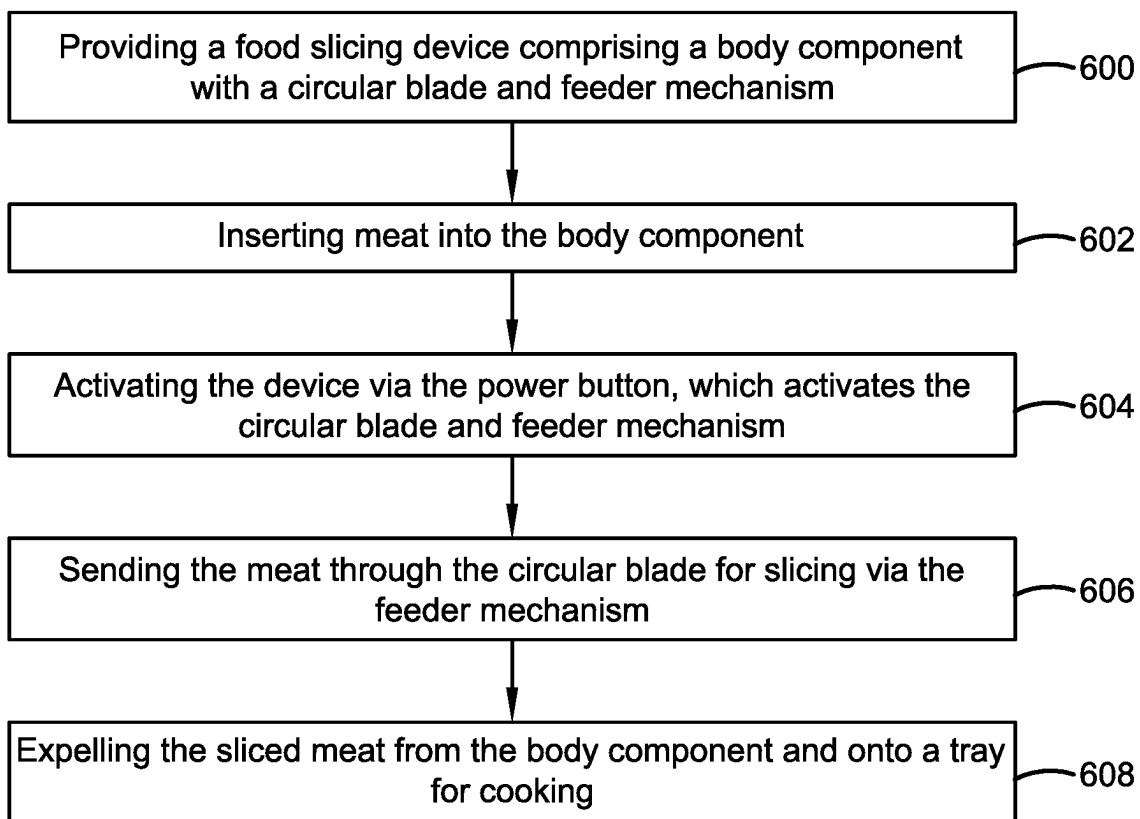 Providing a food slicing device comprising a body component
with a circular blade and feeder mechanism
600
Inserting meat into the body component
602
Activating the device via the power button, which activates the
circular blade and feeder mechanism
604
Sending the meat through the circular blade for slicing via the
feeder mechanism
606
Expelling the sliced meat from the body component and onto a tray
for cooking
608